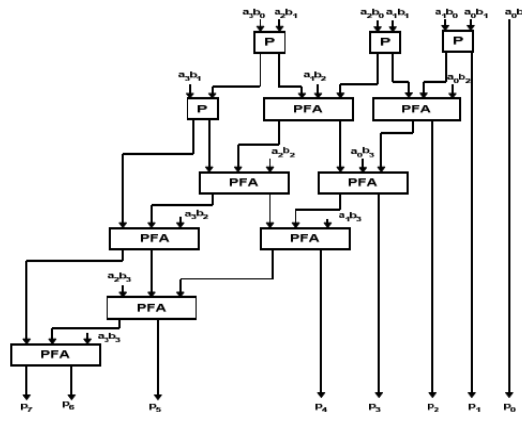 a₃b₀ a₂b₁ a₂b₀ a₁b₁ a₁b₀ a₀b₁ a₀b
P P P
a₃b₁ a₁b₂ a₀b₂
P PFA PFA
a₂b₂ a₀b₃
PFA PFA
a₃b₂ a₁b₃
PFA PFA
a₂b₃
PFA
a₃b₃
PFA
p₇ p₆ p₅ p₄ p₃ p₂ p₁ p₀